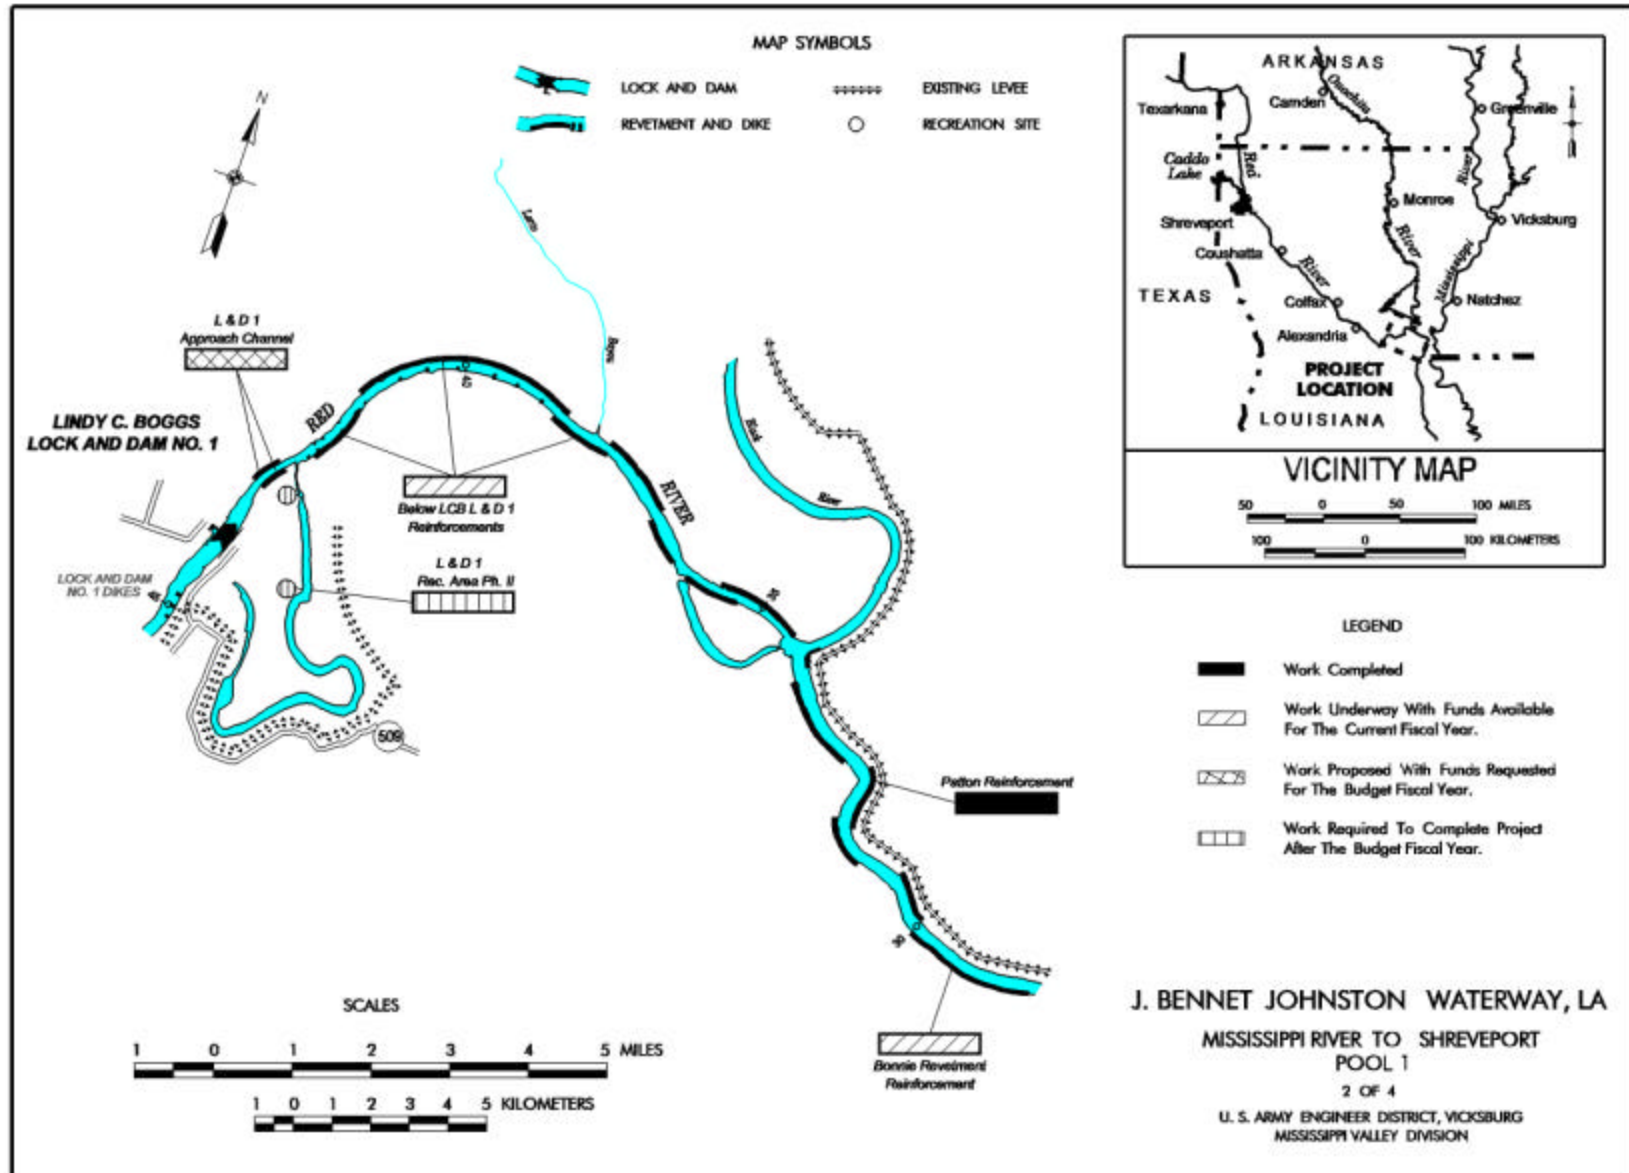 MAP SYMBOLS
LOCK AND DAM
EXISTING LEVEE
REVETMENT AND DIKE
RECREATION SITE
N
Larto
Bayou
L & D 1
Approach Channel
LINDY C. BOGGS
LOCK AND DAM NO. 1
RED
RIVER
40
Below LCB L & D 1
Reinforcements
L & D 1
Rec. Area Ph. II
LOCK AND DAM
NO. 1 DIKES
509
Black
River
35
Patton Reinforcement
Bonnie Revetment
Reinforcement
SCALES
1 0 1 2 3 4 5 MILES
1 0 1 2 3 4 5 KILOMETERS
ARKANSAS
Texarkana
Camden
Ouachita
Greenville
Caddo
Lake
Red
River
Monroe
Shreveport
Vicksburg
Coushatta
River
River
Mississippi
TEXAS
Colfax
Natchez
Alexandria
PROJECT
LOCATION
LOUISIANA
VICINITY MAP
50 0 50 100 MILES
100 0 100 KILOMETERS
LEGEND
Work Completed
Work Underway With Funds Available
For The Current Fiscal Year.
Work Proposed With Funds Requested
For The Budget Fiscal Year.
Work Required To Complete Project
After The Budget Fiscal Year.
J. BENNET JOHNSTON WATERWAY, LA
MISSISSIPPI RIVER TO SHREVEPORT
POOL 1
2 OF 4
U. S. ARMY ENGINEER DISTRICT, VICKSBURG
MISSISSIPPI VALLEY DIVISION